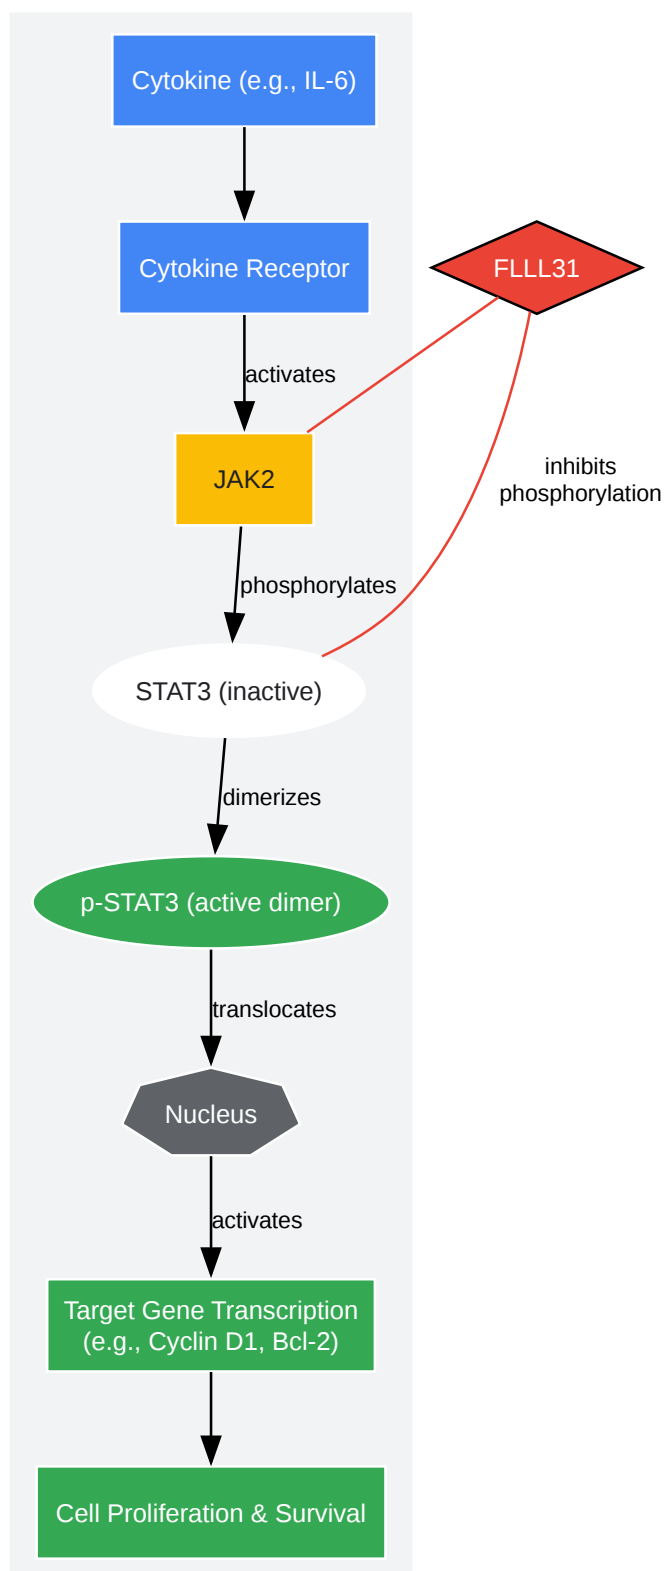 Cytokine (e.g., IL-6)
Cytokine Receptor
FLLL31
activates
JAK2
inhibits
phosphorylation
phosphorylates
STAT3 (inactive)
dimerizes
p-STAT3 (active dimer)
translocates
Nucleus
activates
Target Gene Transcription
(e.g., Cyclin D1, Bcl-2)
Cell Proliferation & Survival